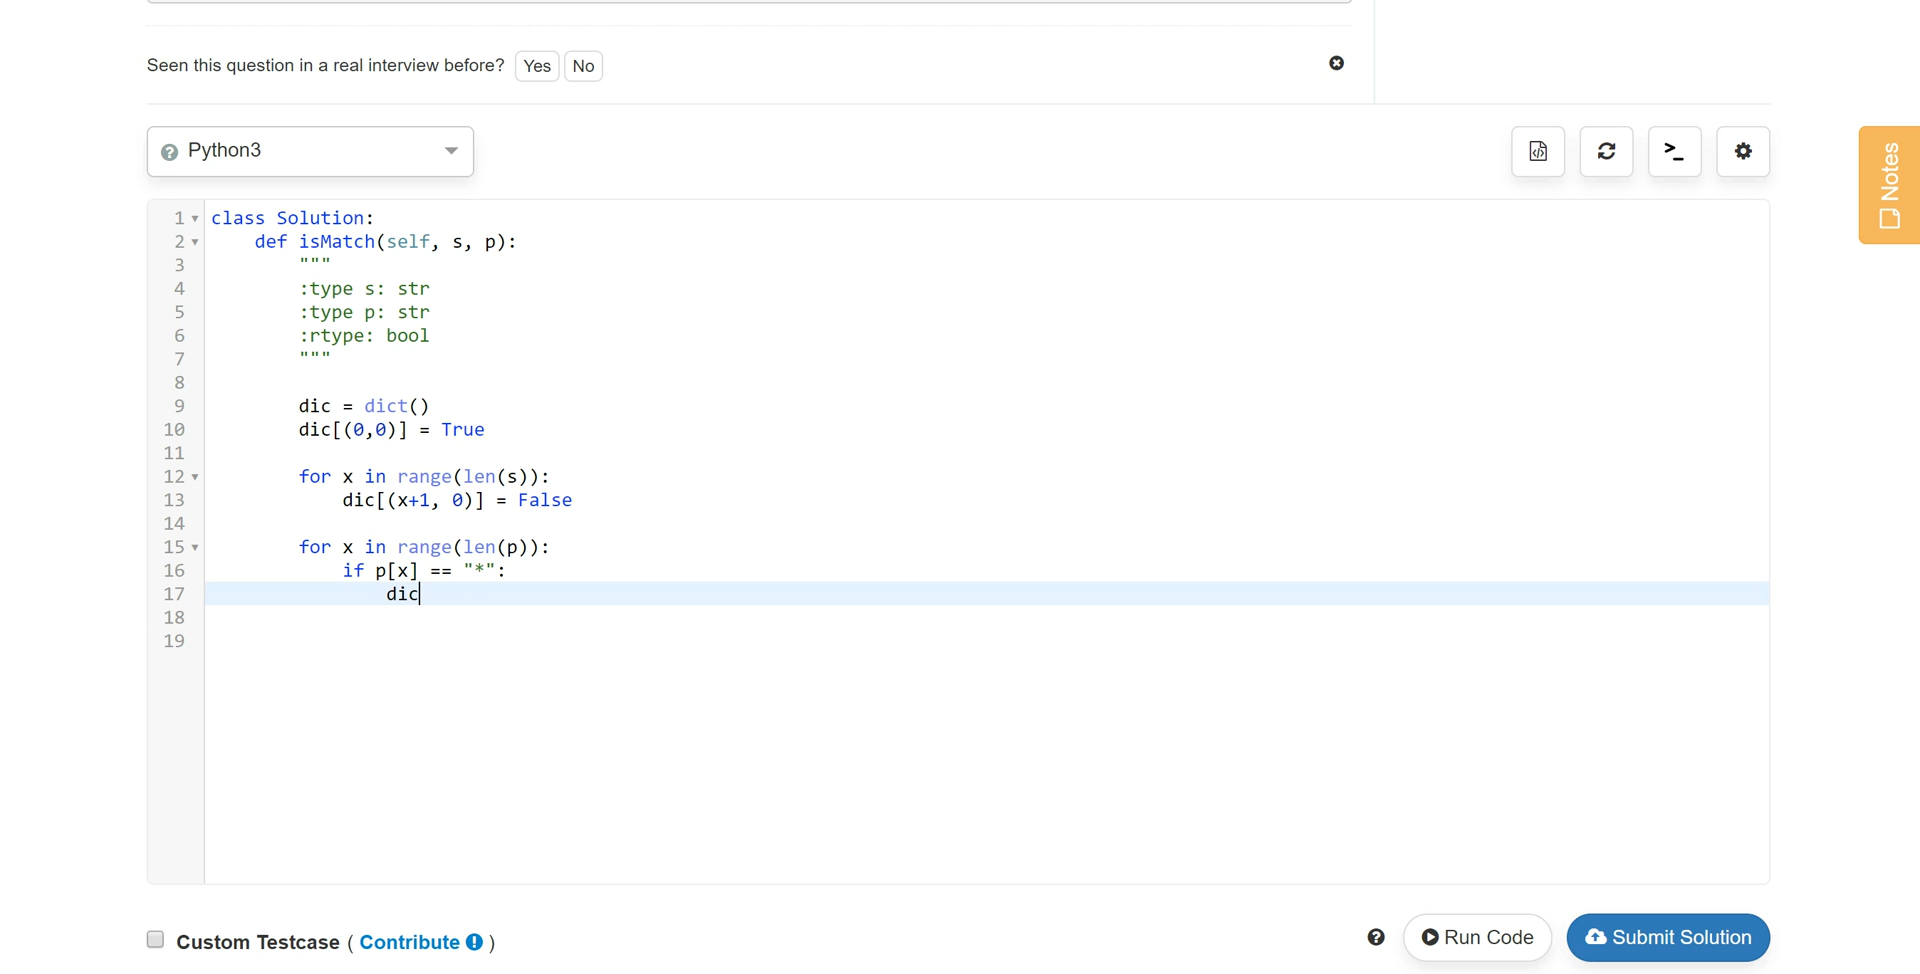 Seen this question in a real interview before? Yes No
Python3
Notes
1 class Solution:
2     def isMatch(self, s, p):
3         """
4         :type s: str
5         :type p: str
6         :rtype: bool
7         """
8
9         dic = dict()
10         dic[(0,0)] = True
11
12         for x in range(len(s)):
13             dic[(x+1, 0)] = False
14
15         for x in range(len(p)):
16             if p[x] == "*":
17                 dic
18
19
Custom Testcase ( Contribute )
Run Code
Submit Solution